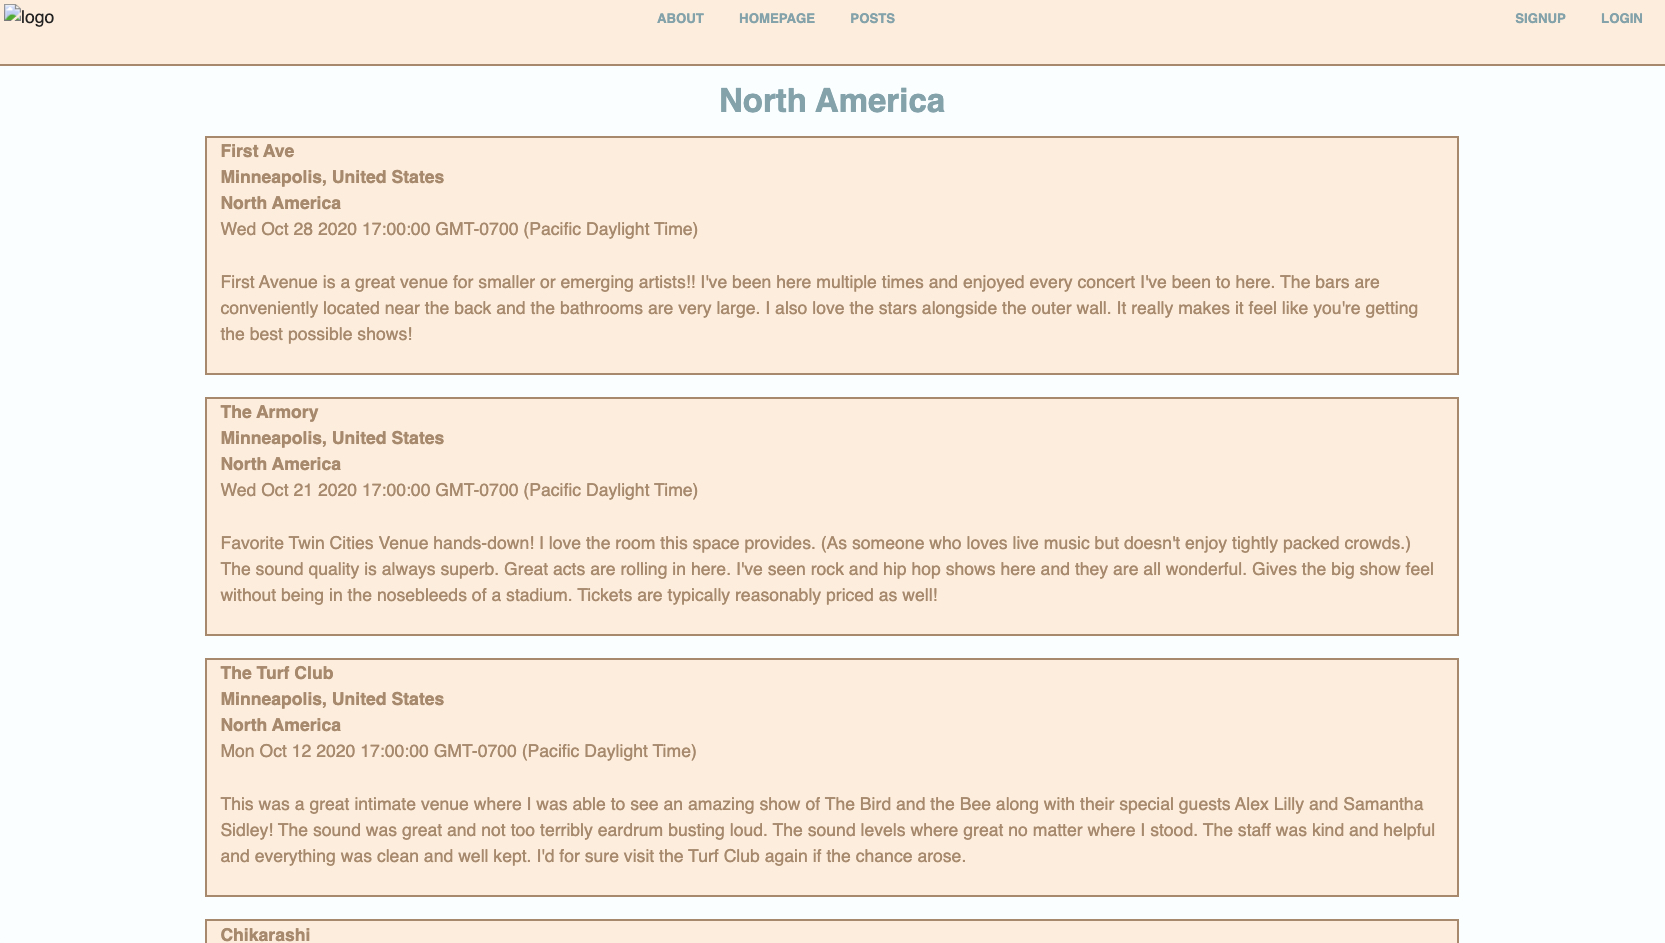 logo
ABOUT HOMEPAGE POSTS SIGNUP LOGIN
North America
First Ave
Minneapolis, United States
North America
Wed Oct 28 2020 17:00:00 GMT-0700 (Pacific Daylight Time)
First Avenue is a great venue for smaller or emerging artists!! I've been here multiple times and enjoyed every concert I've been to here. The bars are
conveniently located near the back and the bathrooms are very large. I also love the stars alongside the outer wall. It really makes it feel like you're getting
the best possible shows!
The Armory
Minneapolis, United States
North America
Wed Oct 21 2020 17:00:00 GMT-0700 (Pacific Daylight Time)
Favorite Twin Cities Venue hands-down! I love the room this space provides. (As someone who loves live music but doesn't enjoy tightly packed crowds.)
The sound quality is always superb. Great acts are rolling in here. I've seen rock and hip hop shows here and they are all wonderful. Gives the big show feel
without being in the nosebleeds of a stadium. Tickets are typically reasonably priced as well!
The Turf Club
Minneapolis, United States
North America
Mon Oct 12 2020 17:00:00 GMT-0700 (Pacific Daylight Time)
This was a great intimate venue where I was able to see an amazing show of The Bird and the Bee along with their special guests Alex Lilly and Samantha
Sidley! The sound was great and not too terribly eardrum busting loud. The sound levels where great no matter where I stood. The staff was kind and helpful
and everything was clean and well kept. I'd for sure visit the Turf Club again if the chance arose.
Chikarashi